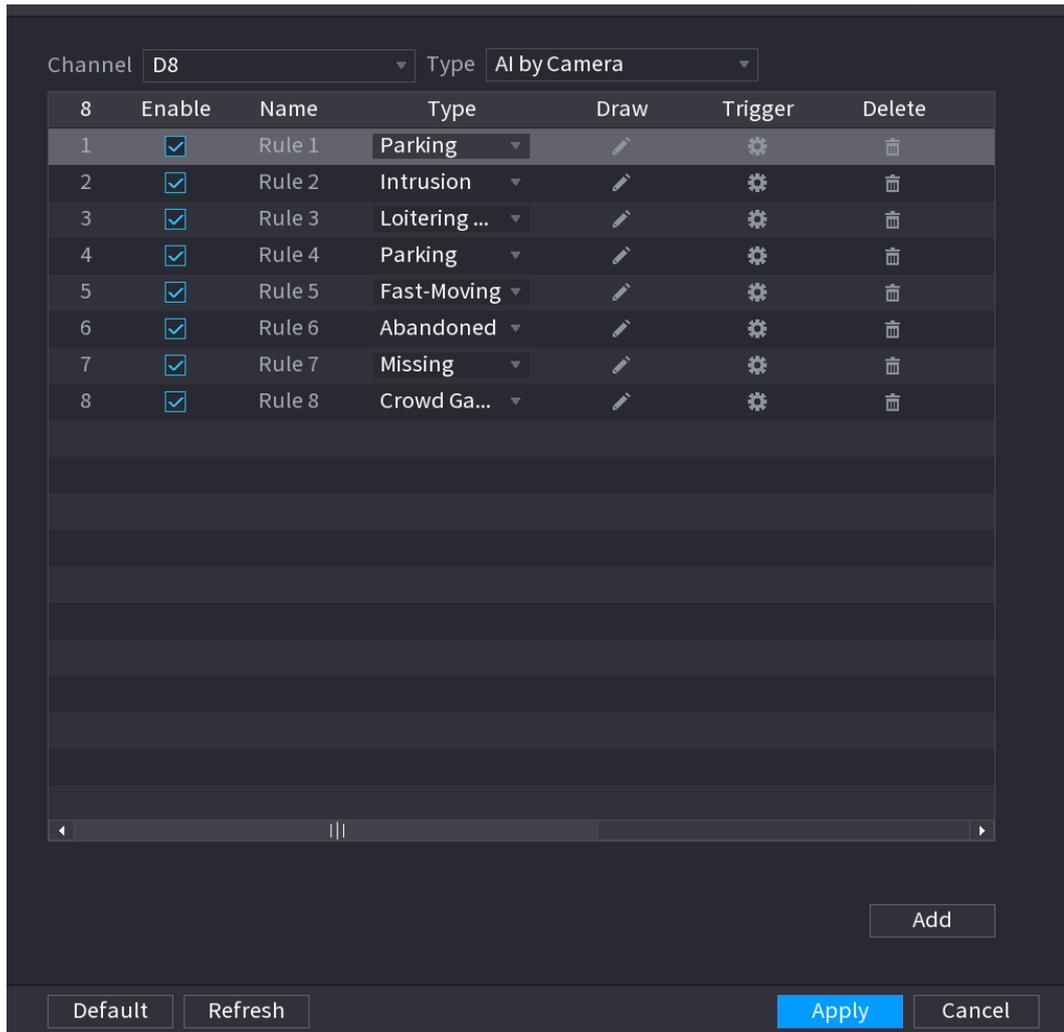 Channel D8 Type AI by Camera
8 Enable Name Type Draw Trigger Delete
1 Rule 1 Parking
2 Rule 2 Intrusion
3 Rule 3 Loitering ...
4 Rule 4 Parking
5 Rule 5 Fast-Moving
6 Rule 6 Abandoned
7 Rule 7 Missing
8 Rule 8 Crowd Ga...
Add
Default Refresh Apply Cancel